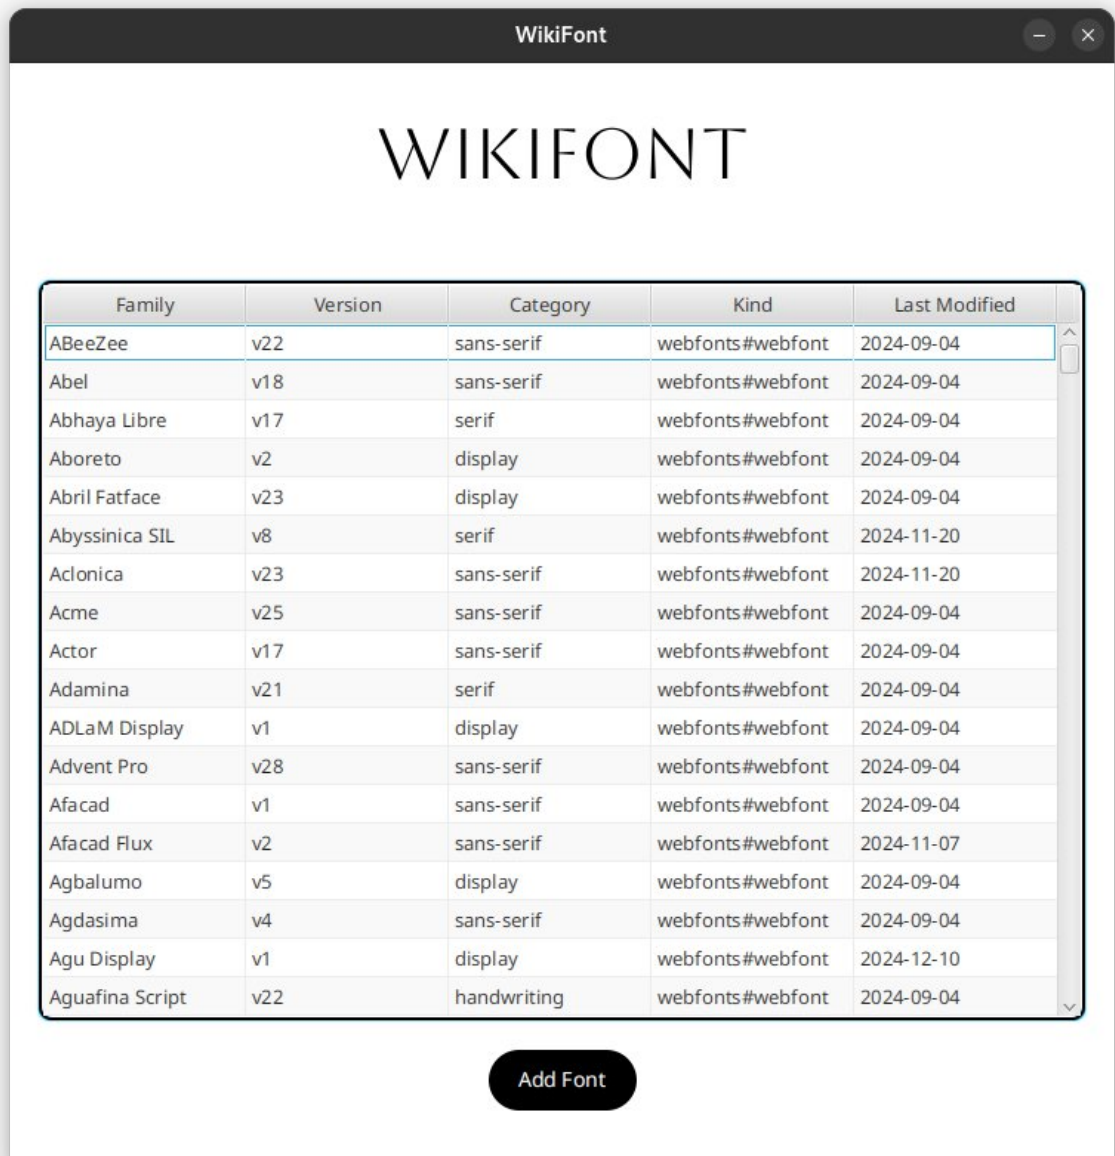 WikiFont
WIKIFONT
Family Version Category Kind Last Modified
ABeeZee v22 sans-serif webfonts#webfont 2024-09-04
Abel v18 sans-serif webfonts#webfont 2024-09-04
Abhaya Libre v17 serif webfonts#webfont 2024-09-04
Aboreto v2 display webfonts#webfont 2024-09-04
Abril Fatface v23 display webfonts#webfont 2024-09-04
Abyssinica SIL v8 serif webfonts#webfont 2024-11-20
Aclonica v23 sans-serif webfonts#webfont 2024-11-20
Acme v25 sans-serif webfonts#webfont 2024-09-04
Actor v17 sans-serif webfonts#webfont 2024-09-04
Adamina v21 serif webfonts#webfont 2024-09-04
ADLaM Display v1 display webfonts#webfont 2024-09-04
Advent Pro v28 sans-serif webfonts#webfont 2024-09-04
Afacad v1 sans-serif webfonts#webfont 2024-09-04
Afacad Flux v2 sans-serif webfonts#webfont 2024-11-07
Agbalumo v5 display webfonts#webfont 2024-09-04
Agdasima v4 sans-serif webfonts#webfont 2024-09-04
Agu Display v1 display webfonts#webfont 2024-12-10
Aguafina Script v22 handwriting webfonts#webfont 2024-09-04
Add Font